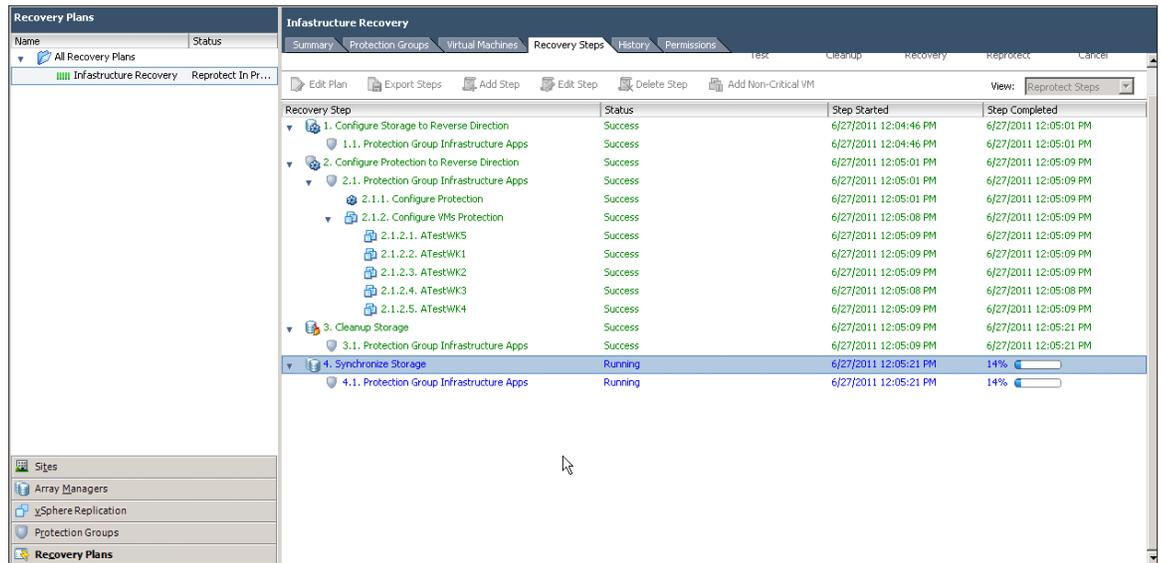 Recovery Plans
Name Status
All Recovery Plans
Infastructure Recovery Reprotect In Pr...
Sites
Array Managers
vSphere Replication
Protection Groups
Recovery Plans
Infastructure Recovery
Summary Protection Groups Virtual Machines Recovery Steps History Permissions
Test Cleanup Recovery Reprotect Cancel
Edit Plan Export Steps Add Step Edit Step Delete Step Add Non-Critical VM View: Reprotect Steps
Recovery Step Status Step Started Step Completed
1. Configure Storage to Reverse Direction Success 6/27/2011 12:04:46 PM 6/27/2011 12:05:01 PM
1.1. Protection Group Infrastructure Apps Success 6/27/2011 12:04:46 PM 6/27/2011 12:05:01 PM
2. Configure Protection to Reverse Direction Success 6/27/2011 12:05:01 PM 6/27/2011 12:05:09 PM
2.1. Protection Group Infrastructure Apps Success 6/27/2011 12:05:01 PM 6/27/2011 12:05:09 PM
2.1.1. Configure Protection Success 6/27/2011 12:05:01 PM 6/27/2011 12:05:09 PM
2.1.2. Configure VMs Protection Success 6/27/2011 12:05:08 PM 6/27/2011 12:05:09 PM
2.1.2.1. ATestWK5 Success 6/27/2011 12:05:09 PM 6/27/2011 12:05:09 PM
2.1.2.2. ATestWK1 Success 6/27/2011 12:05:09 PM 6/27/2011 12:05:09 PM
2.1.2.3. ATestWK2 Success 6/27/2011 12:05:09 PM 6/27/2011 12:05:09 PM
2.1.2.4. ATestWK3 Success 6/27/2011 12:05:08 PM 6/27/2011 12:05:08 PM
2.1.2.5. ATestWK4 Success 6/27/2011 12:05:09 PM 6/27/2011 12:05:09 PM
3. Cleanup Storage Success 6/27/2011 12:05:09 PM 6/27/2011 12:05:21 PM
3.1. Protection Group Infrastructure Apps Success 6/27/2011 12:05:09 PM 6/27/2011 12:05:21 PM
4. Synchronize Storage Running 6/27/2011 12:05:21 PM 14%
4.1. Protection Group Infrastructure Apps Running 6/27/2011 12:05:21 PM 14%